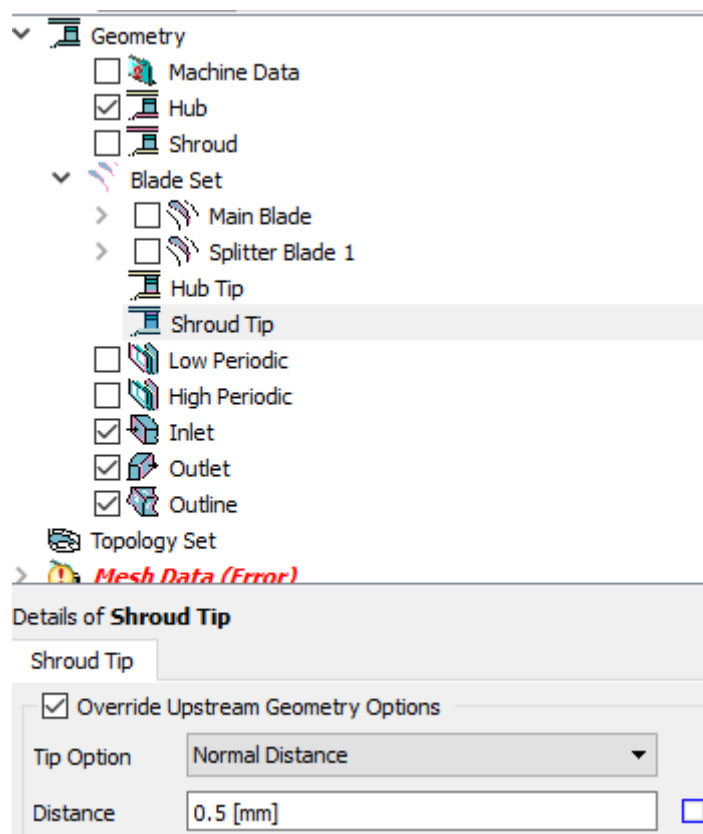 Geometry
Machine Data
Hub
Shroud
Blade Set
Main Blade
Splitter Blade 1
Hub Tip
Shroud Tip
Low Periodic
High Periodic
Inlet
Outlet
Outline
Topology Set
Mesh Data (Error)
Details of Shroud Tip
Shroud Tip
Override Upstream Geometry Options
Tip Option Normal Distance
Distance 0.5 [mm]